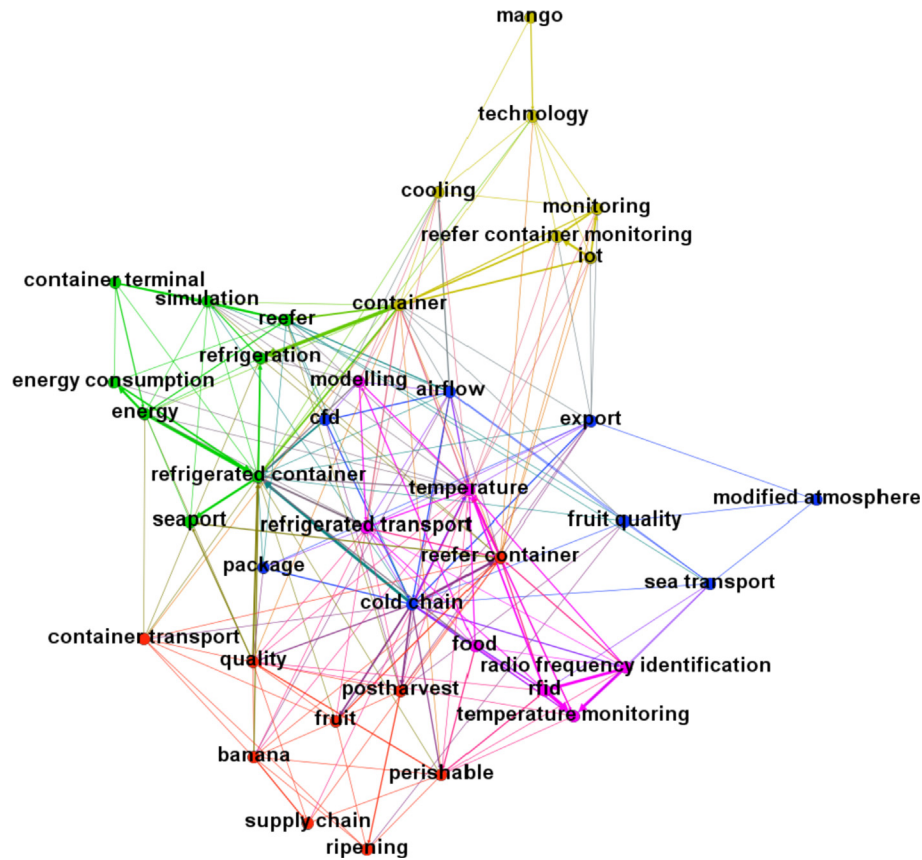 mango
technology
cooling
monitoring
reefer container monitoring
iot
container terminal
simulation
container
reefer
refrigeration
energy consumption
modelling
airflow
energy
cfd
export
refrigerated container
temperature
modified atmosphere
seaport
refrigerated transport
fruit quality
reefer container
package
sea transport
cold chain
container transport
food
quality
radio frequency identification
postharvest
rfid
fruit
temperature monitoring
banana
perishable
supply chain
ripening